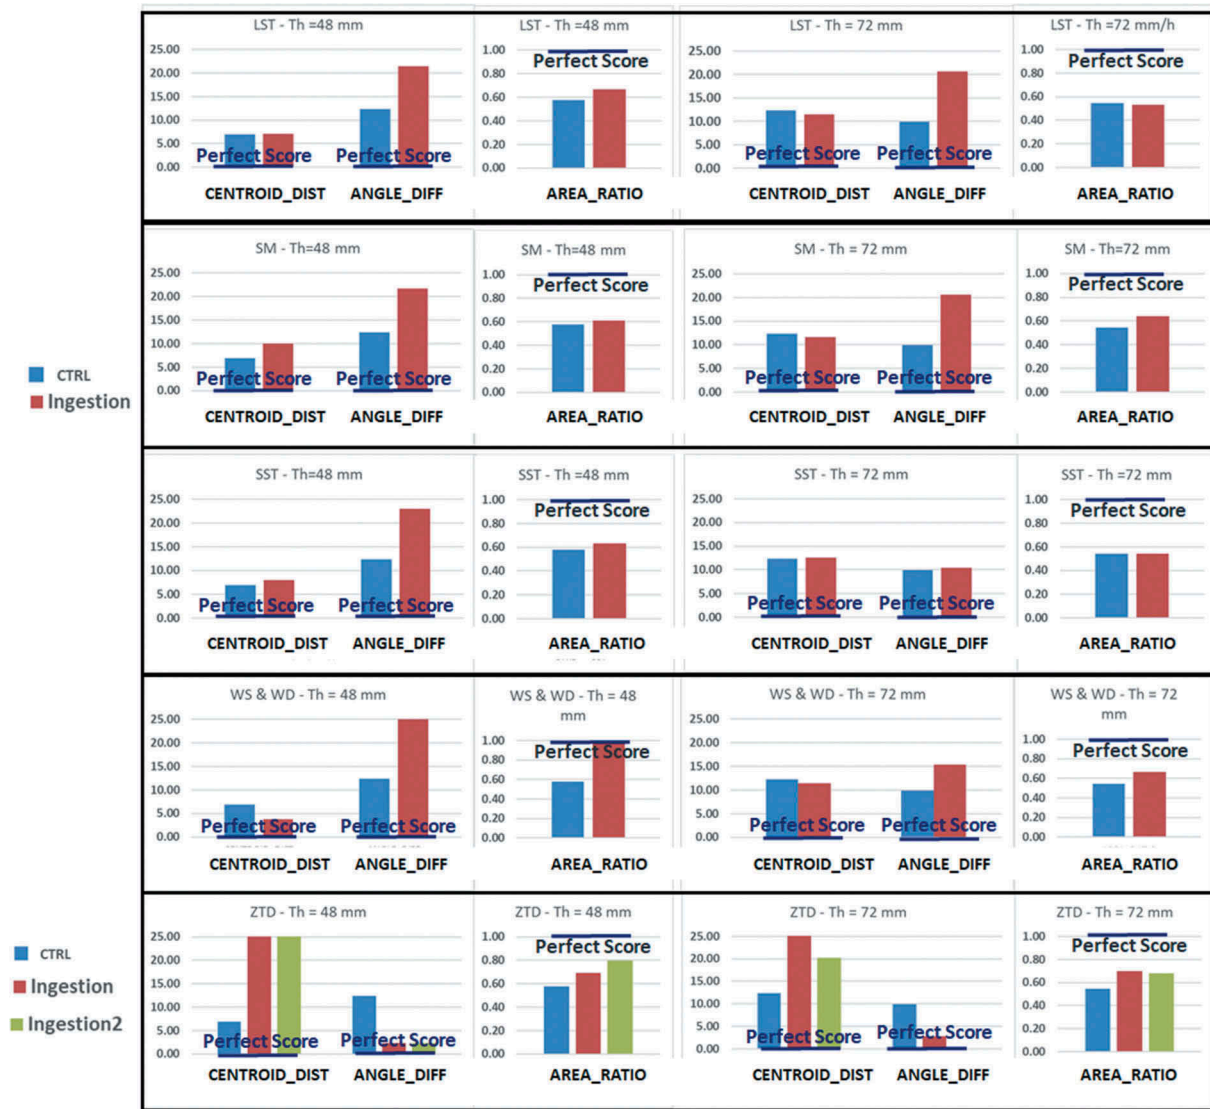 LST - Th =48 mm
25.00
20.00
15.00
10.00
5.00
0.00
Perfect Score
Perfect Score
CENTROID_DIST
ANGLE_DIFF
LST - Th =48 mm
1.00
0.80
0.60
0.40
0.20
0.00
Perfect Score
AREA_RATIO
LST - Th = 72 mm
25.00
20.00
15.00
10.00
5.00
0.00
Perfect Score
Perfect Score
CENTROID_DIST
ANGLE_DIFF
LST - Th =72 mm/h
1.00
0.80
0.60
0.40
0.20
0.00
Perfect Score
AREA_RATIO
CTRL
Ingestion
SM - Th=48 mm
25.00
20.00
15.00
10.00
5.00
0.00
Perfect Score
Perfect Score
CENTROID_DIST
ANGLE_DIFF
SM - Th=48 mm
1.00
0.80
0.60
0.40
0.20
0.00
Perfect Score
AREA_RATIO
SM - Th = 72 mm
25.00
20.00
15.00
10.00
5.00
0.00
Perfect Score
Perfect Score
CENTROID_DIST
ANGLE_DIFF
SM - Th=72 mm
1.00
0.80
0.60
0.40
0.20
0.00
Perfect Score
AREA_RATIO
SST - Th=48 mm
25.00
20.00
15.00
10.00
5.00
0.00
Perfect Score
Perfect Score
CENTROID_DIST
ANGLE_DIFF
SST - Th =48 mm
1.00
0.80
0.60
0.40
0.20
0.00
Perfect Score
AREA_RATIO
SST - Th = 72 mm
25.00
20.00
15.00
10.00
5.00
0.00
Perfect Score
Perfect Score
CENTROID_DIST
ANGLE_DIFF
SST - Th =72 mm
1.00
0.80
0.60
0.40
0.20
0.00
Perfect Score
AREA_RATIO
WS & WD - Th = 48 mm
25.00
20.00
15.00
10.00
5.00
0.00
Perfect Score
Perfect Score
CENTROID_DIST
ANGLE_DIFF
WS & WD - Th = 48
mm
1.00
0.80
0.60
0.40
0.20
0.00
Perfect Score
AREA_RATIO
WS & WD - Th = 72 mm
25.00
20.00
15.00
10.00
5.00
0.00
Perfect Score
Perfect Score
CENTROID_DIST
ANGLE_DIFF
WS & WD - Th = 72
mm
1.00
0.80
0.60
0.40
0.20
0.00
Perfect Score
AREA_RATIO
CTRL
Ingestion
Ingestion2
ZTD - Th = 48 mm
25.00
20.00
15.00
10.00
5.00
0.00
Perfect Score
Perfect Score
CENTROID_DIST
ANGLE_DIFF
ZTD - Th = 48 mm
1.00
0.80
0.60
0.40
0.20
0.00
Perfect Score
AREA_RATIO
ZTD - Th = 72 mm
25.00
20.00
15.00
10.00
5.00
0.00
Perfect Score
Perfect Score
CENTROID_DIST
ANGLE_DIFF
ZTD - Th = 72 mm
1.00
0.80
0.60
0.40
0.20
0.00
Perfect Score
AREA_RATIO